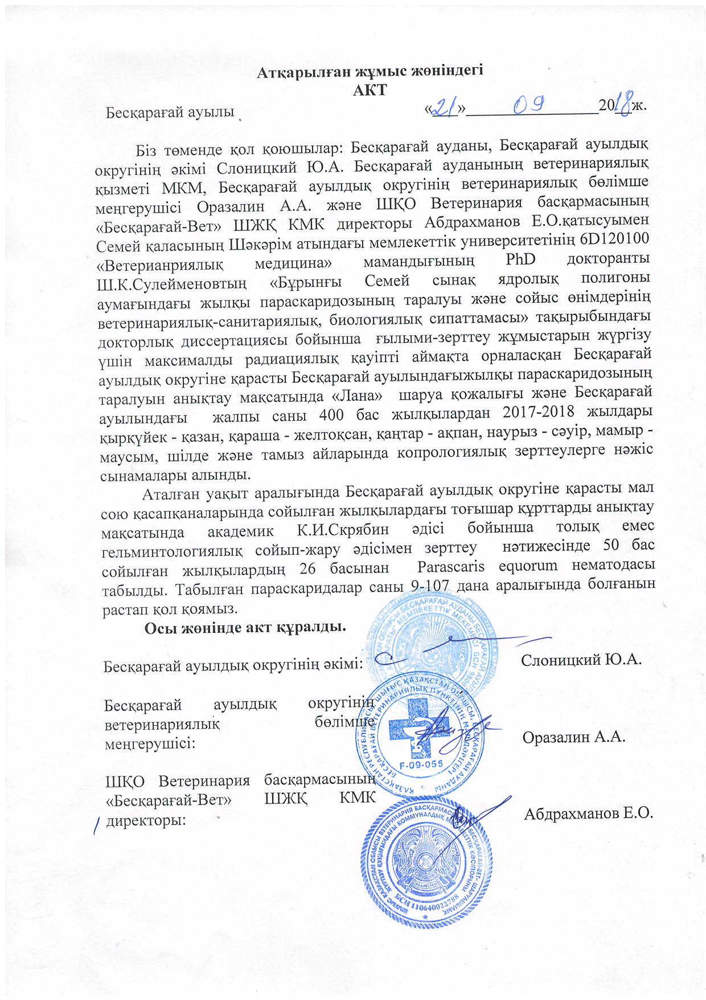 Атқарылған жұмыс жөніндегі
АКТ
Бесқарағай ауылы «21» 09 2018 ж.
Біз төменде қол қоюшылар: Бесқарағай ауданы, Бесқарағай ауылдық
округінің әкімі Слоницкий Ю.А. Бесқарағай ауданының ветеринариялық
қызметі МКМ, Бесқарағай ауылдық округінің ветеринариялық бөлімше
меңгерушісі Оразалин А.А. және ШҚО Ветеринария басқармасының
«Бесқарағай-Вет» ШЖҚ КМК директоры Абдрахманов Е.О.қатысуымен
Семей қаласының Шәкәрім атындағы мемлекеттік университетінің 6D120100
«Ветерианриялық медицина» мамандығының PhD докторанты
Ш.К.Сулейменовтың «Бұрынғы Семей сынақ ядролық полигоны
аумағындағы жылқы параскаридозының таралуы және сойыс өнімдерінің
ветеринариялық-санитариялық, биологиялық сипаттамасы» тақырыбындағы
докторлық диссертациясы бойынша ғылыми-зерттеу жұмыстарын жүргізу
үшін максималды радиациялық қауіпті аймақта орналасқан Бесқарағай
ауылдық округіне қарасты Бесқарағай ауылындағыжылқы параскаридозының
таралуын анықтау мақсатында «Лана» шаруа қожалығы және Бесқарағай
ауылындағы жалпы саны 400 бас жылқылардан 2017-2018 жылдары
қырқүйек - қазан, қараша - желтоқсан, қаңтар - ақпан, наурыз - сәуір, мамыр -
маусым, шілде және тамыз айларында копрологиялық зерттеулерге нәжіс
сынамалары алынды.
Аталған уақыт аралығында Бесқарағай ауылдық округіне қарасты мал
сою қасапқаналарында сойылған жылқылардағы тоғышар құрттарды анықтау
мақсатында академик К.И.Скрябин әдісі бойынша толық емес
гельминтологиялық сойып-жару әдісімен зерттеу нәтижесінде 50 бас
сойылған жылқылардың 26 басынан Parascaris equorum нематодасы
табылды. Табылған параскаридалар саны 9-107 дана аралығында болғанын
растап қол қоямыз.
Осы жөнінде акт құралды.
Бесқарағай ауылдық округінің әкімі: Слоницкий Ю.А.
Бесқарағай ауылдық округінің
ветеринариялық бөлімше
меңгерушісі: Оразалин А.А.
F-09-055
ШҚО Ветеринария басқармасының
«Бесқарағай-Вет» ШЖҚ КМК
директоры: Абдрахманов Е.О.
БСН 110640022788